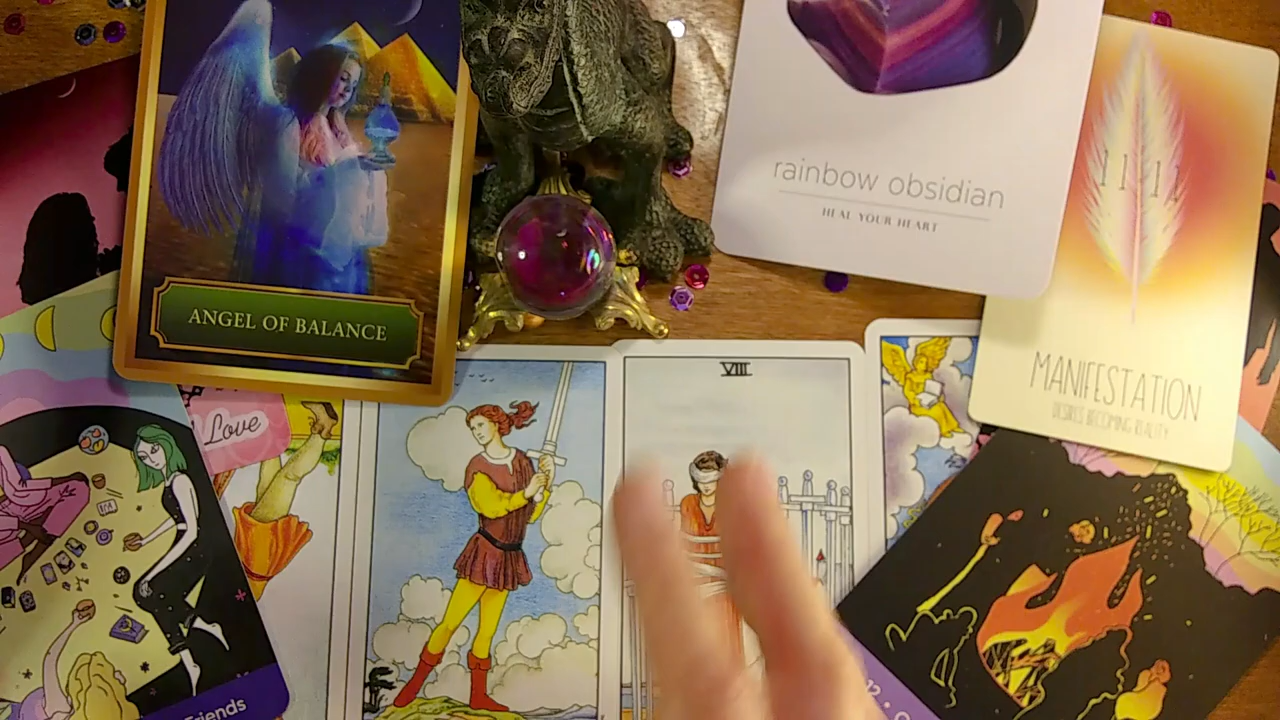 rainbow obsidian
HEAL YOUR HEART
11:11
ANGEL OF BALANCE
VIII
MANIFESTATION
DESIRES BECOMING REALITY
Love
Friends